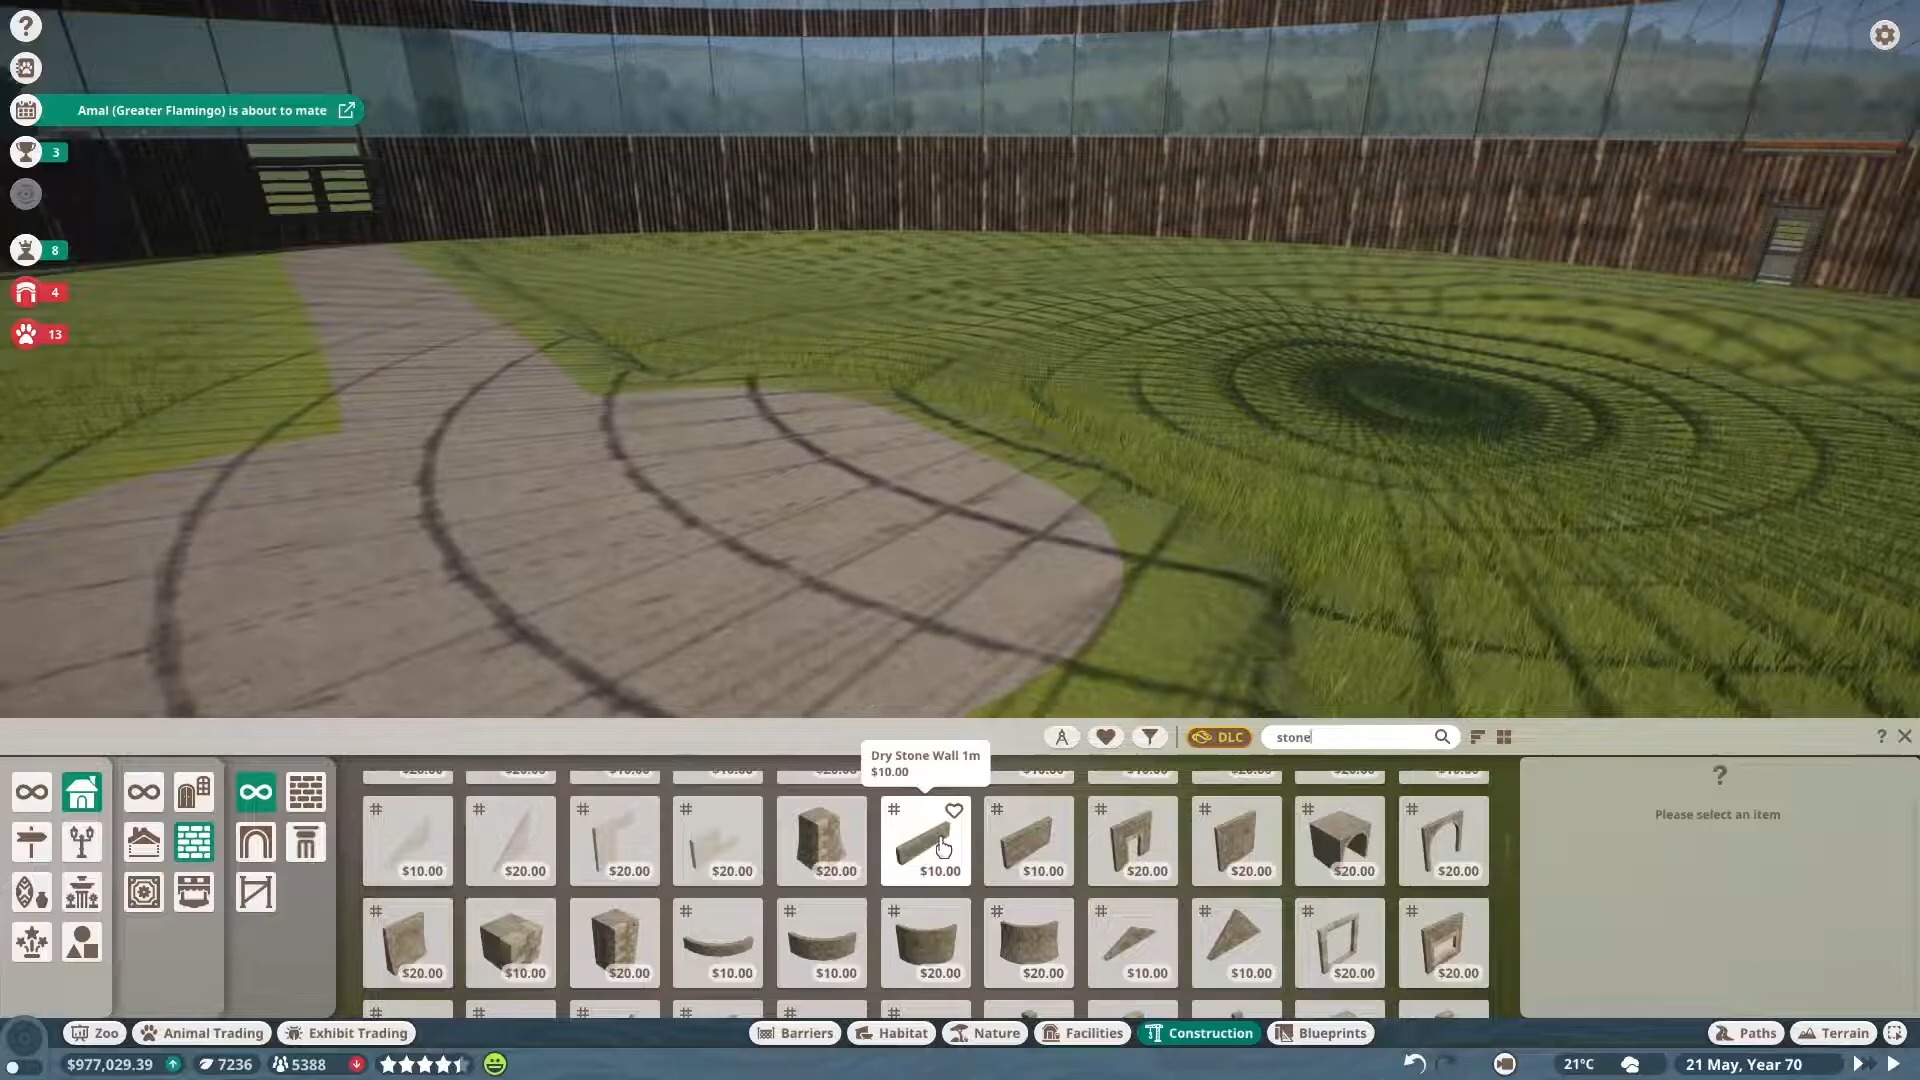 ?
Amal (Greater Flamingo) is about to mate
3
8
4
13
DLC
stone
?
Dry Stone Wall 1m
$10.00
?
Please select an item
$10.00
$20.00
$20.00
$20.00
$20.00
$10.00
$10.00
$20.00
$20.00
$20.00
$20.00
$20.00
$10.00
$20.00
$10.00
$10.00
$20.00
$20.00
$10.00
$10.00
$20.00
$20.00
Zoo
Animal Trading
Exhibit Trading
Barriers
Habitat
Nature
Facilities
Construction
Blueprints
Paths
Terrain
$977,029.39
7236
5388
21°C
21 May, Year 70